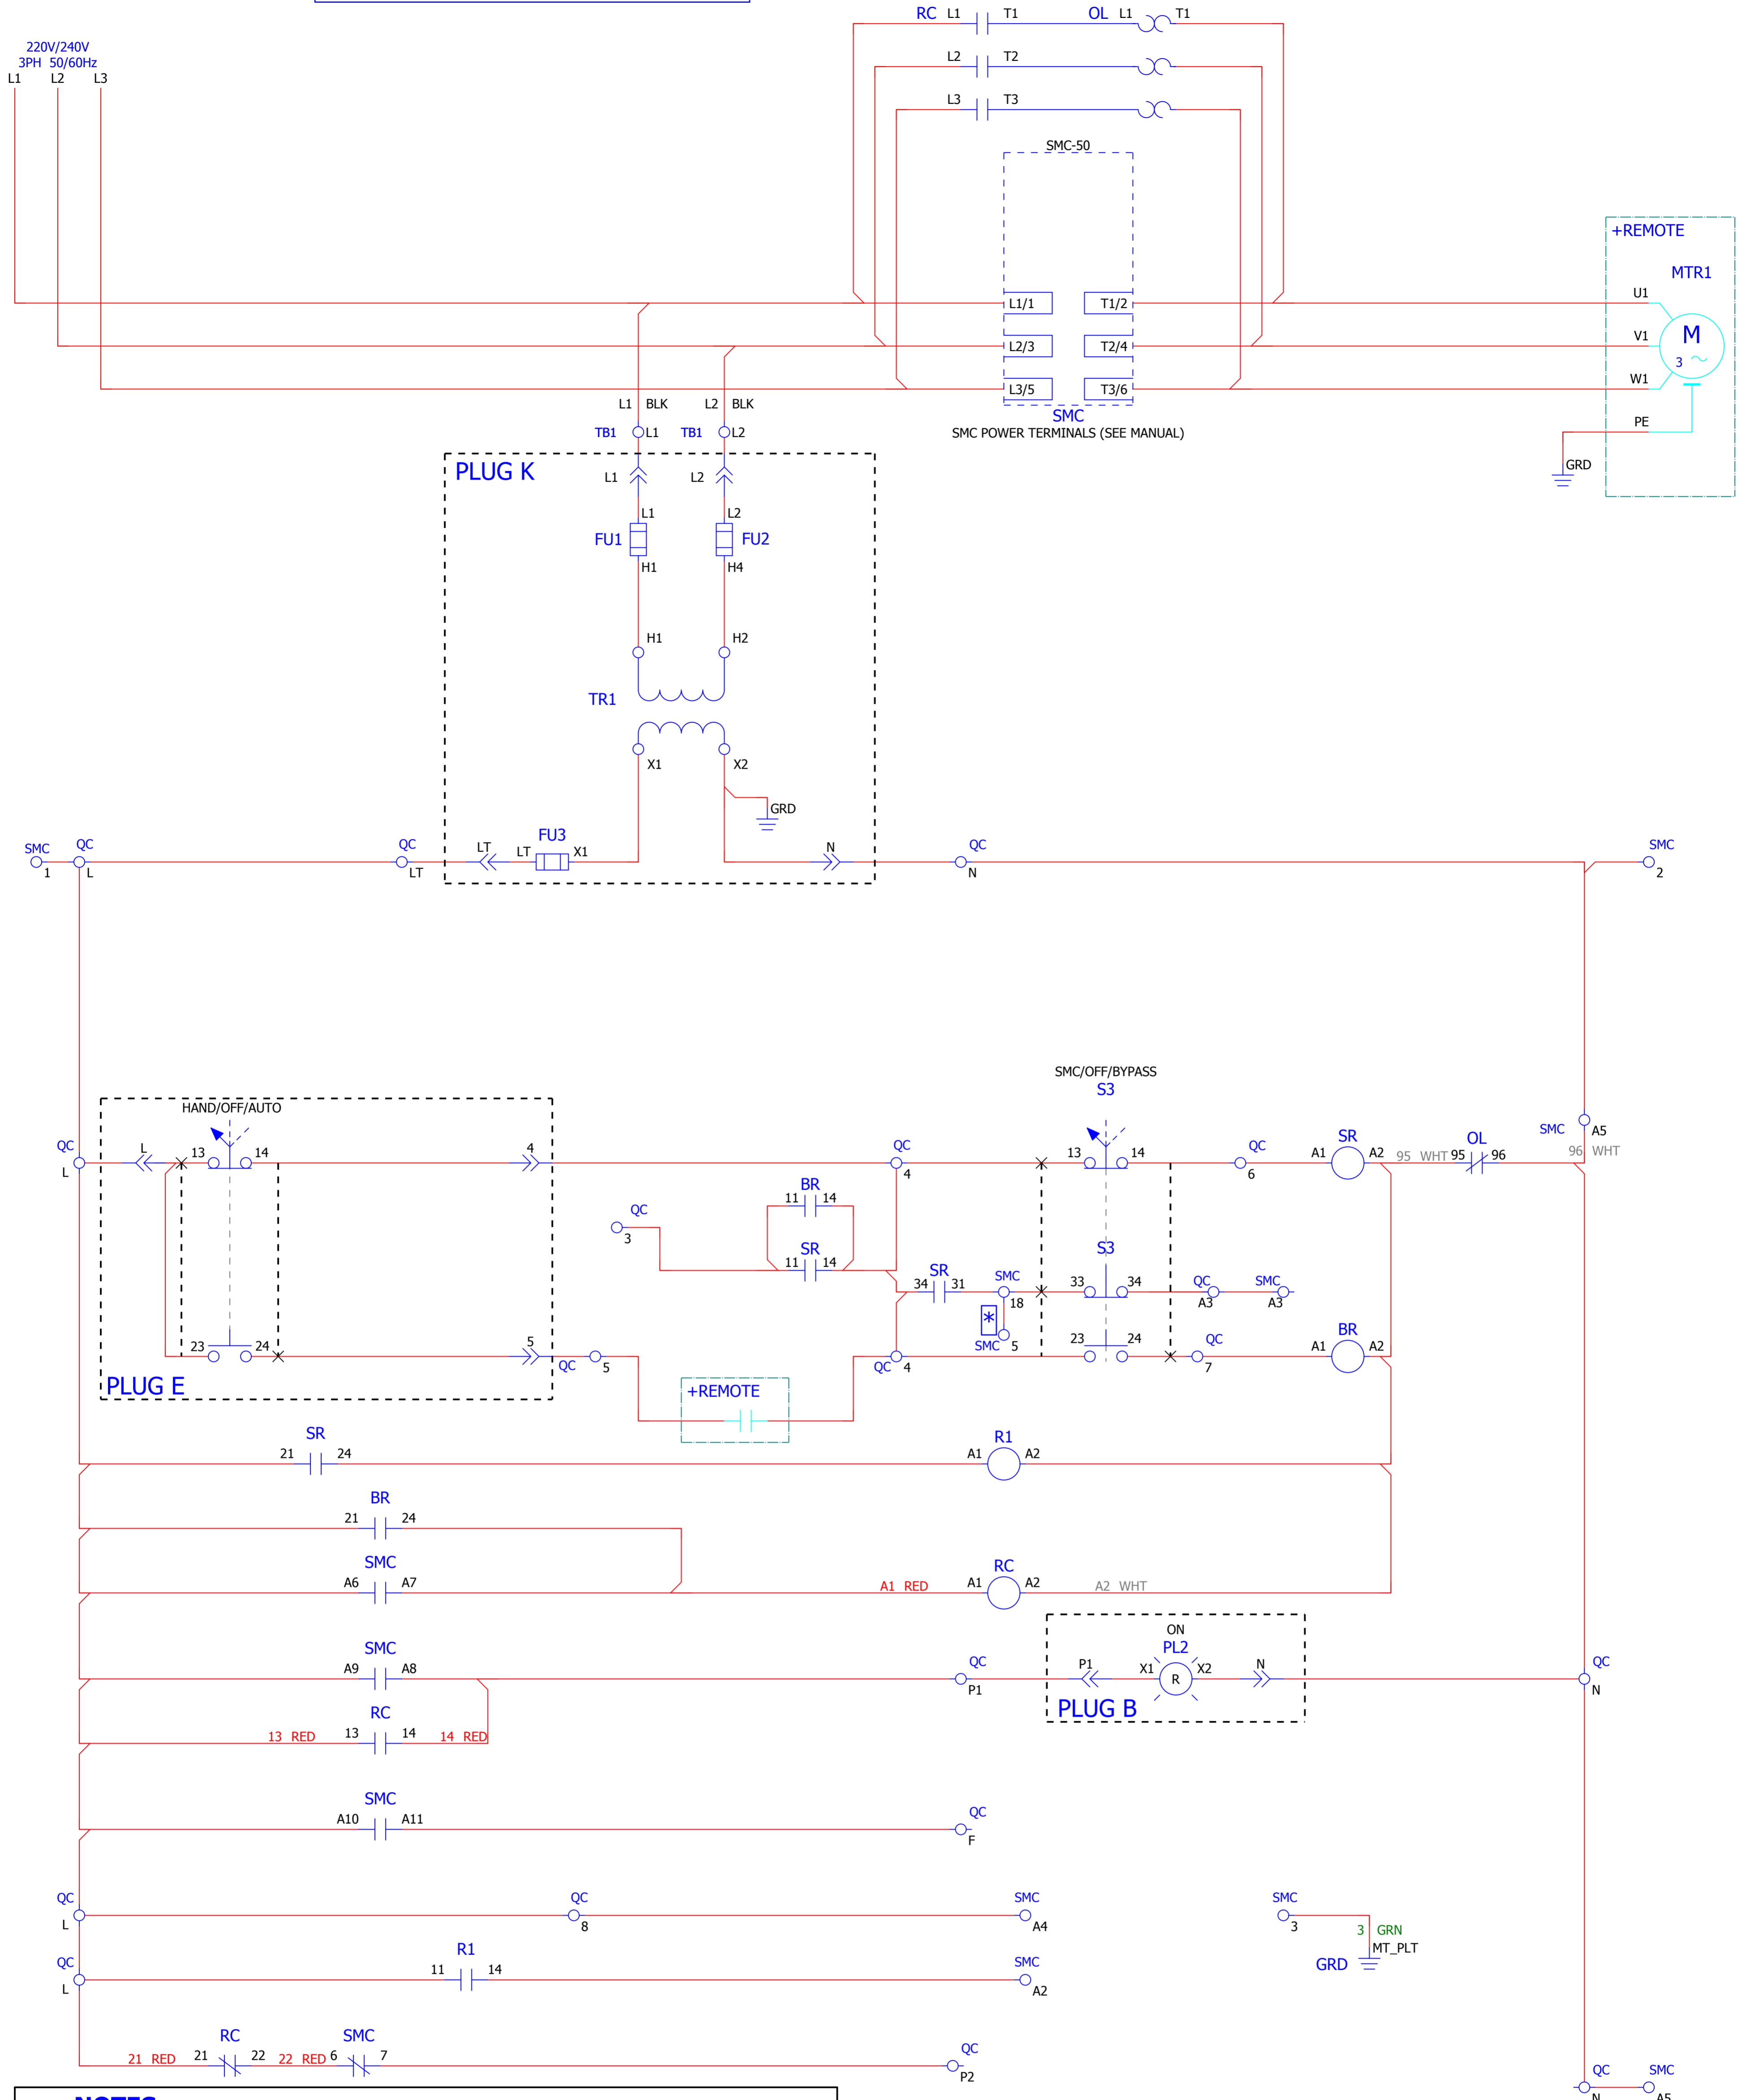 RC L1 T1 OL L1 T1
220V/240V
3PH 50/60Hz
L1 L2 L3
L2 T2
L3 T3
SMC-50
+REMOTE
MTR1
L1/1 T1/2 U1
L2/3 T2/4 V1 M
3
L3/5 T3/6 W1
L1 BLK L2 BLK
SMC
PE
TB1 L1 TB1 L2
SMC POWER TERMINALS (SEE MANUAL)
GRD
PLUG K
L1 L2
L1 L2
FU1 FU2
H1 H4
H1 H2
TR1
X1 X2
GRD
FU3
SMC QC QC LT LT X1 N QC SMC
1 L LT N 2
SMC/OFF/BYPASS
S3
HAND/OFF/AUTO
SMC A5
QC L 13 14 4 QC 13 14 QC SR OL
L 4 6 A1 A2 95 WHT 95 96 96 WHT
BR
11 14
QC
3
SR
11 14
S3
SR
34 31 SMC 33 34 QC SMC
18 A3 A3
*
23 24 5 SMC 5 23 24 QC BR
QC 5 QC 4 7 A1 A2
PLUG E
+REMOTE
SR R1
21 24 A1 A2
BR
21 24
SMC RC
A6 A7 A1 RED A1 A2 A2 WHT
ON
SMC PL2
A9 A8 QC P1 X1 R X2 N QC
P1 N
PLUG B
RC
13 RED 13 14 14 RED
SMC
A10 A11 QC
F
QC QC SMC SMC
L 8 A4 3
3 GRN
MT_PLT
GRD
R1
QC 11 14 SMC
L A2
RC SMC
21 RED 21 22 22 RED 6 7 QC
P2
QC SMC
N A5
NOTES